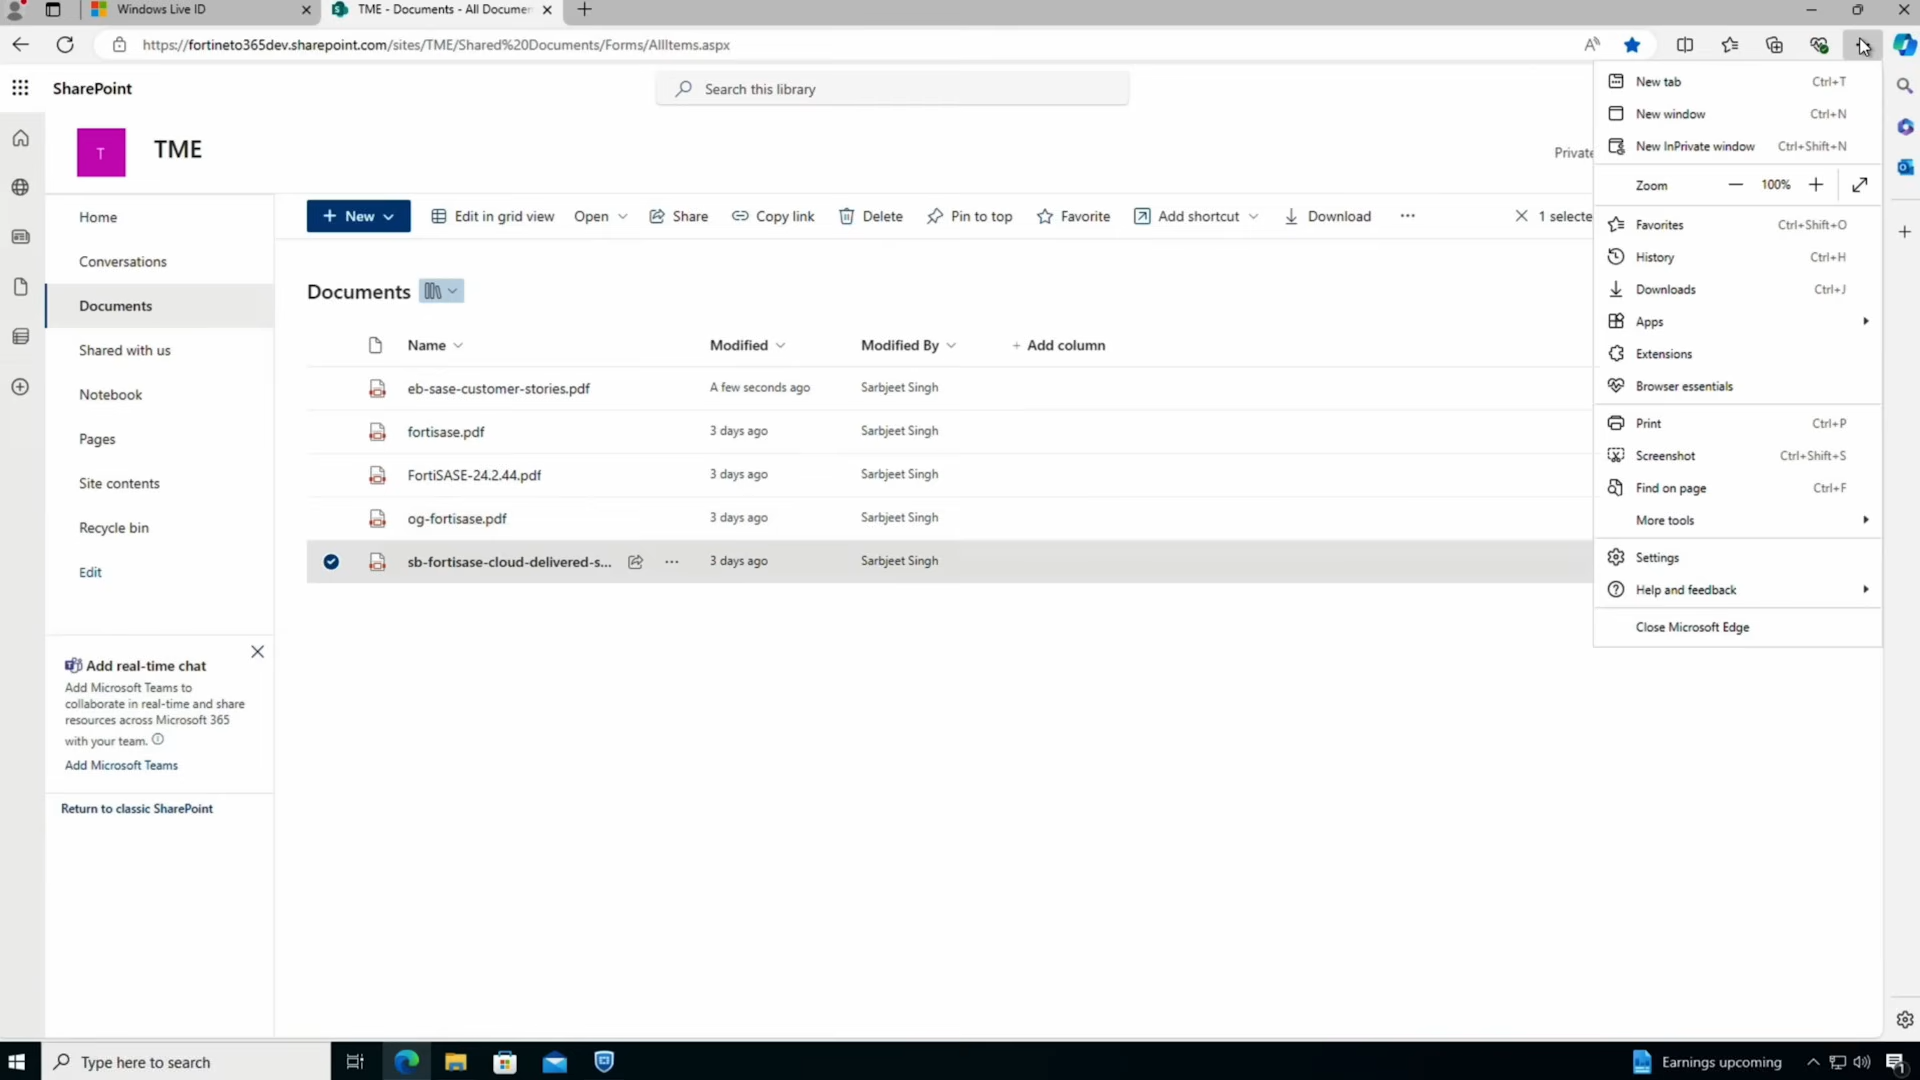 Windows Live ID
TME - Documents - All Documen
https://fortineto365dev.sharepoint.com/sites/TME/Shared%20Documents/Forms/AllItems.aspx
SharePoint
Search this library
T
TME
Private
Home
Conversations
Documents
Shared with us
Notebook
Pages
Site contents
Recycle bin
Edit
Add real-time chat
Add Microsoft Teams to
collaborate in real-time and share
resources across Microsoft 365
with your team.
Add Microsoft Teams
Return to classic SharePoint
+ New
Edit in grid view
Open
Share
Copy link
Delete
Pin to top
Favorite
Add shortcut
Download
1 selecte
Documents
Name Modified Modified By + Add column
eb-sase-customer-stories.pdf A few seconds ago Sarbjeet Singh
fortisase.pdf 3 days ago Sarbjeet Singh
FortiSASE-24.2.44.pdf 3 days ago Sarbjeet Singh
og-fortisase.pdf 3 days ago Sarbjeet Singh
sb-fortisase-cloud-delivered-s... 3 days ago Sarbjeet Singh
New tab Ctrl+T
New window Ctrl+N
New InPrivate window Ctrl+Shift+N
Zoom 100%
Favorites Ctrl+Shift+O
History Ctrl+H
Downloads Ctrl+J
Apps
Extensions
Browser essentials
Print Ctrl+P
Screenshot Ctrl+Shift+S
Find on page Ctrl+F
More tools
Settings
Help and feedback
Close Microsoft Edge
Type here to search
Earnings upcoming
1